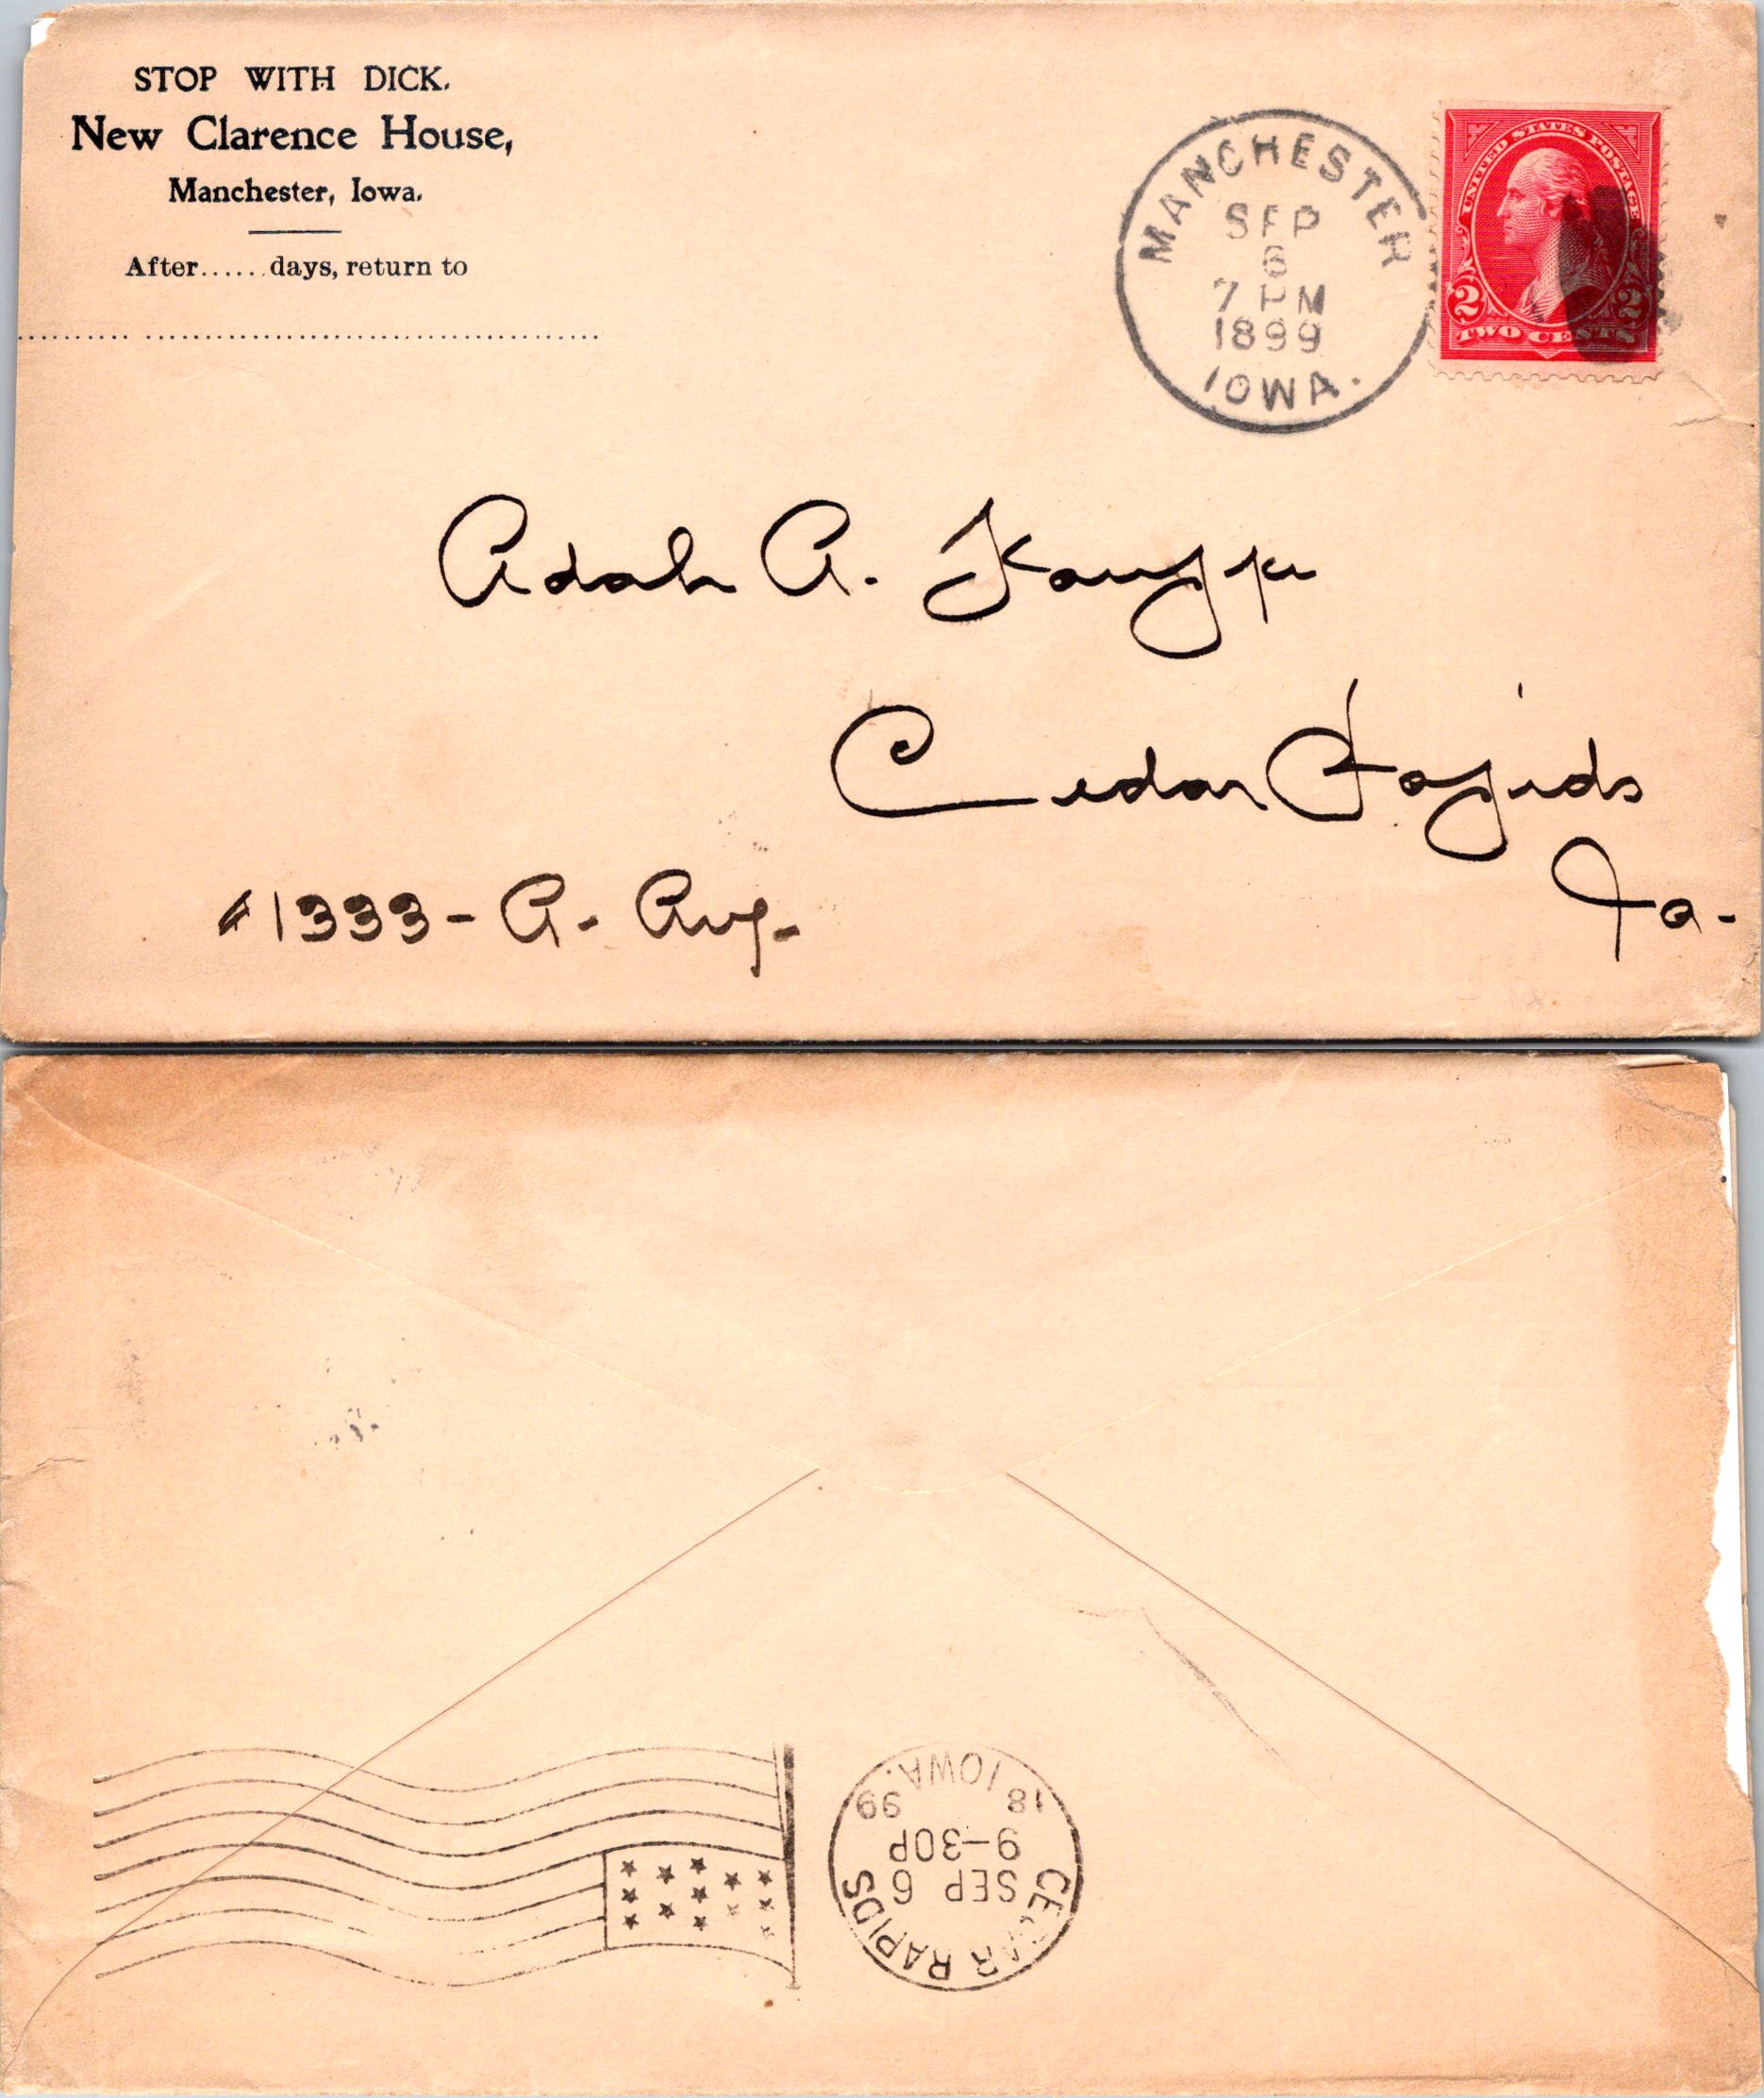 STOP WITH DICK.
New Clarence House,
Manchester, Iowa.
After...... days, return to
MANCHESTER
SEP
6
7 PM
1899
IOWA.
UNITED STATES POSTAGE
2 2
TWO CENTS
Adah A.
Cedar Rapids
Ia-
#1333- A- Ave-
CEDAR RAPIDS
SEP 6
9-30P
18 99
IOWA.